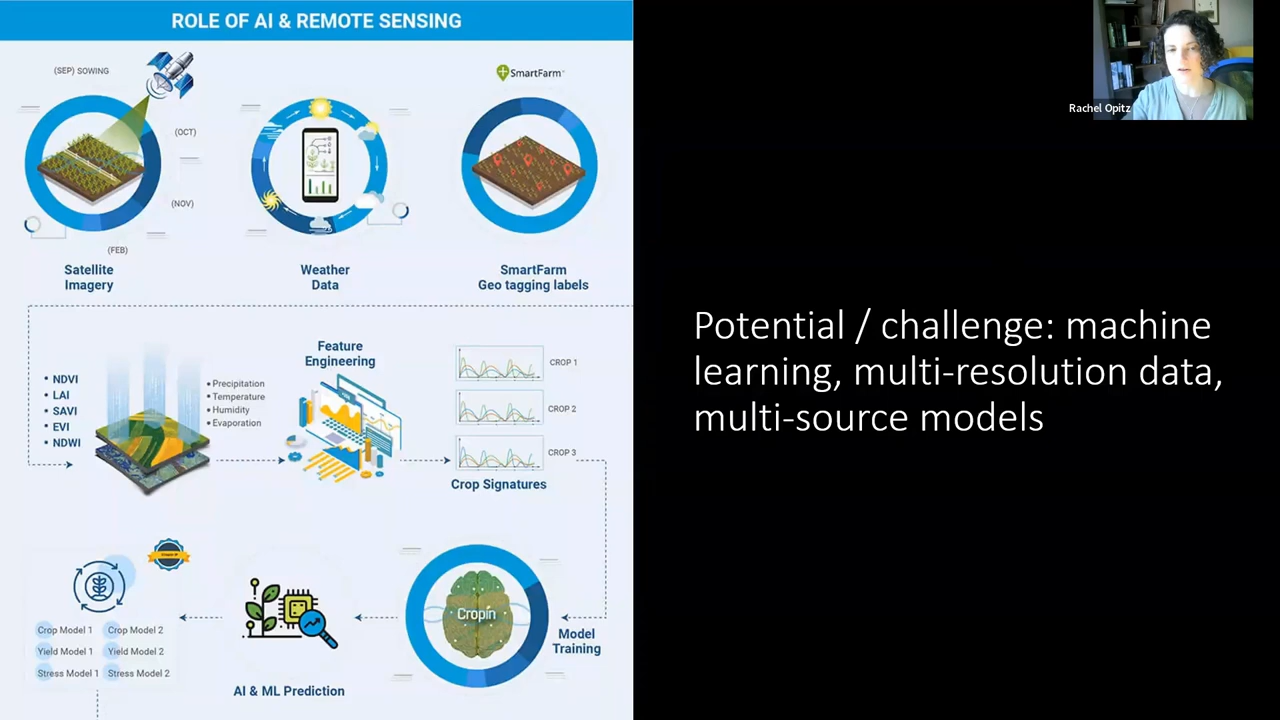 ROLE OF AI & REMOTE SENSING
Rachel Opitz
(SEP) SOWING
(OCT)
(NOV)
(FEB)
SmartFarm
Satellite
Imagery
Weather
Data
SmartFarm
Geo tagging labels
• NDVI
• LAI
• SAVI
• EVI
• NDWI
• Precipitation
• Temperature
• Humidity
• Evaporation
Feature
Engineering
CROP 1
CROP 2
CROP 3
Crop Signatures
Crop Model 1
Crop Model 2
Yield Model 1
Yield Model 2
Stress Model 1
Stress Model 2
AI & ML Prediction
Cropin
Model
Training
Potential / challenge: machine
learning, multi-resolution data,
multi-source models